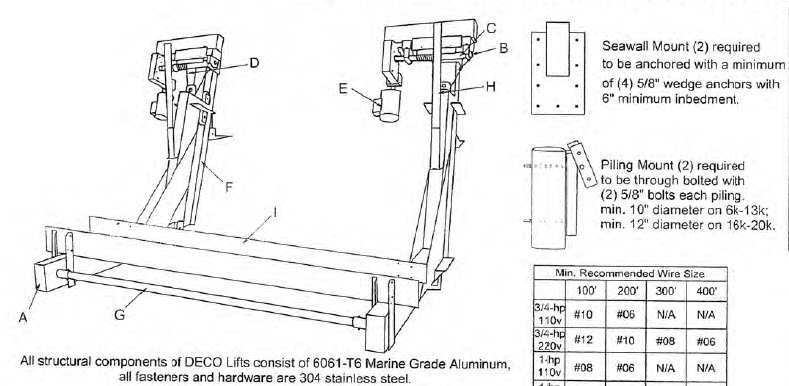 C
B
D
E
H
F
I
A
G
Seawall Mount (2) required
to be anchored with a minimum
of (4) 5/8" wedge anchors with
6" minimum inbedment.
Piling Mount (2) required
to be through bolted with
(2) 5/8" bolts each piling.
min. 10" diameter on 6k-13k;
min. 12" diameter on 16k-20k.
Min. Recommended Wire Size
100' 200' 300' 400'
3/4-hp 110v #10 #06 N/A N/A
3/4-hp 220v #12 #10 #08 #06
1-hp 110v #08 #06 N/A N/A
All structural components of DECO Lifts consist of 6061-T6 Marine Grade Aluminum,
all fasteners and hardware are 304 stainless steel.